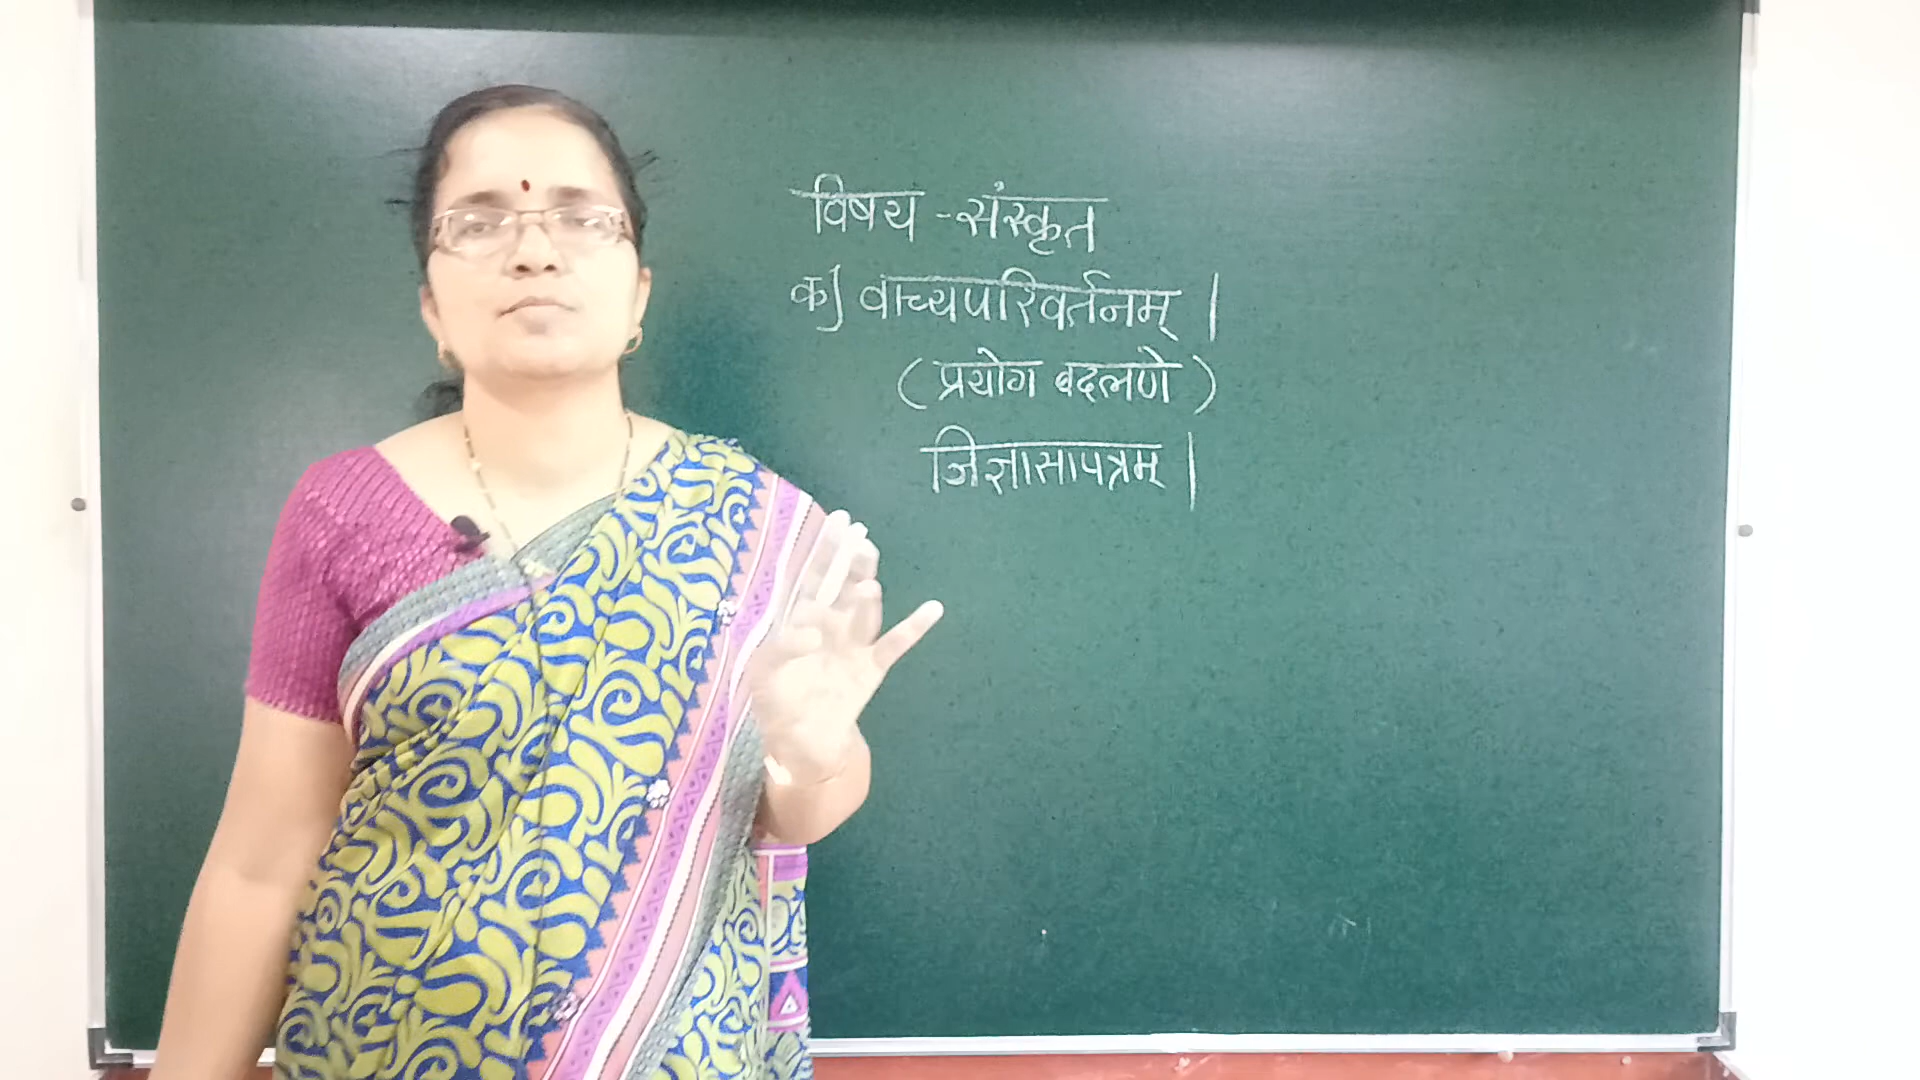 विषय - संस्कृत
क) वाच्यपरिवर्तनम् |
( प्रयोग बदलणे )
जिज्ञासापत्रम् |